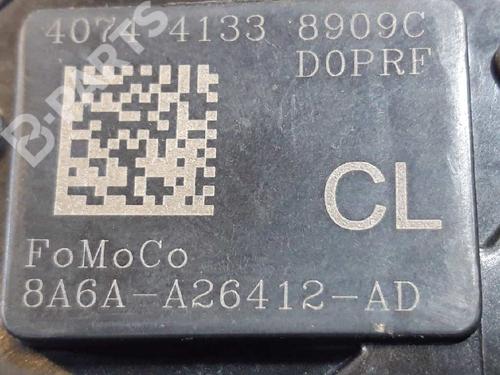 4074 4133 8909C
D0PRF
B-PARTS
CL
FoMoCo
8A6A-A26412-AD